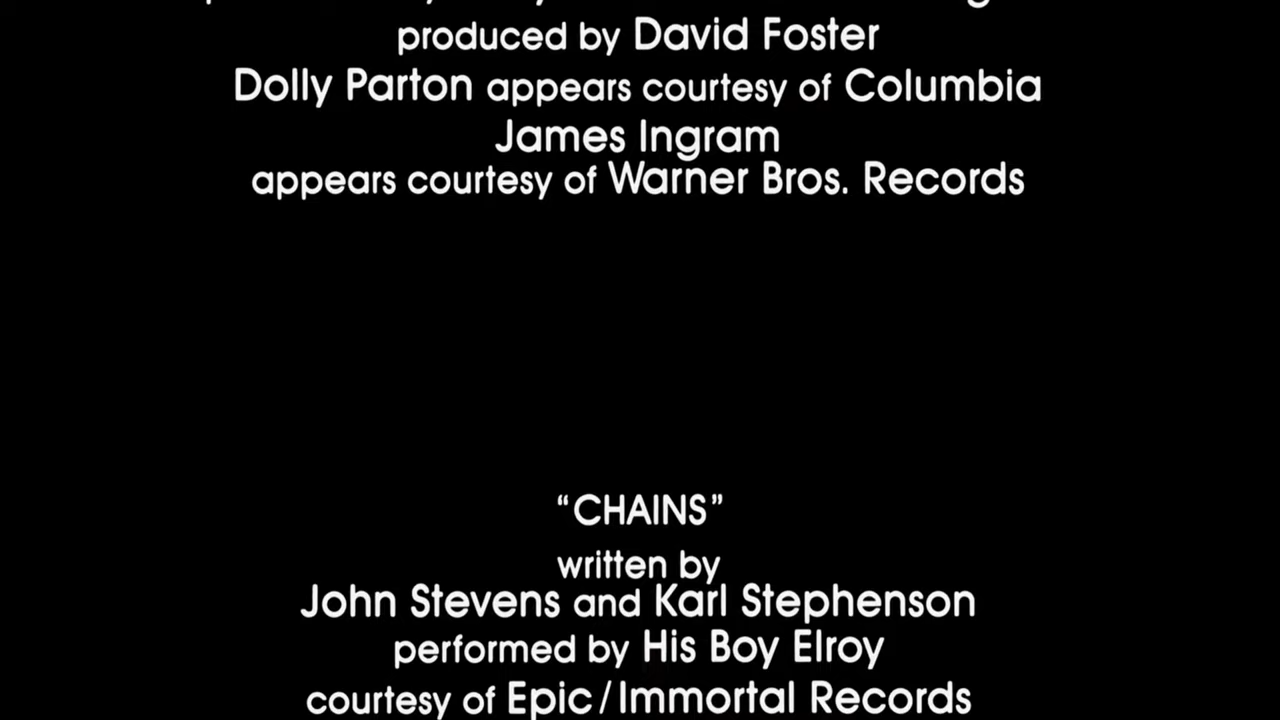 produced by David Foster
Dolly Parton appears courtesy of Columbia
James Ingram
appears courtesy of Warner Bros. Records
“CHAINS”
written by
John Stevens and Karl Stephenson
performed by His Boy Elroy
courtesy of Epic/Immortal Records